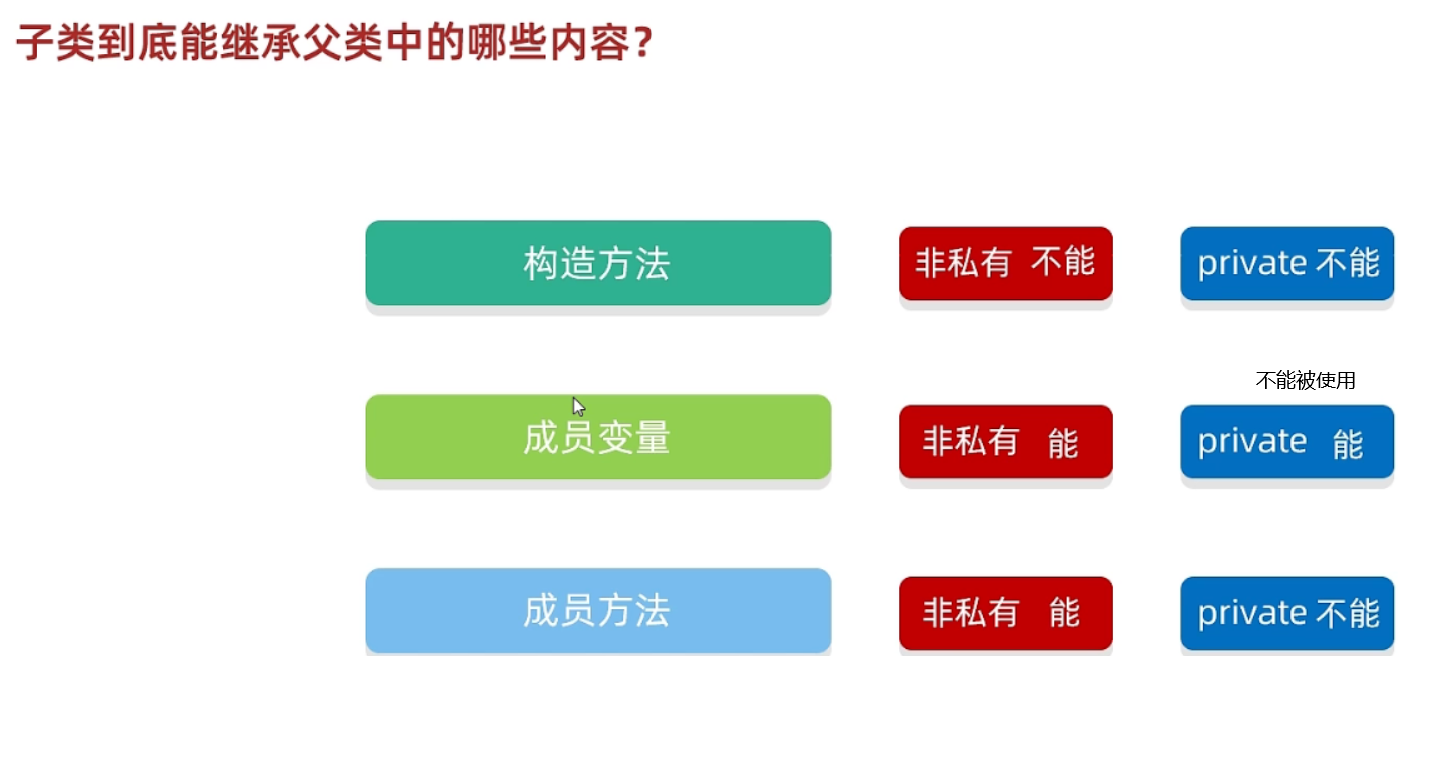 子类到底能继承父类中的哪些内容？
构造方法
非私有 不能
private 不能
不能被使用
成员变量
非私有 能
private 能
成员方法
非私有 能
private 不能